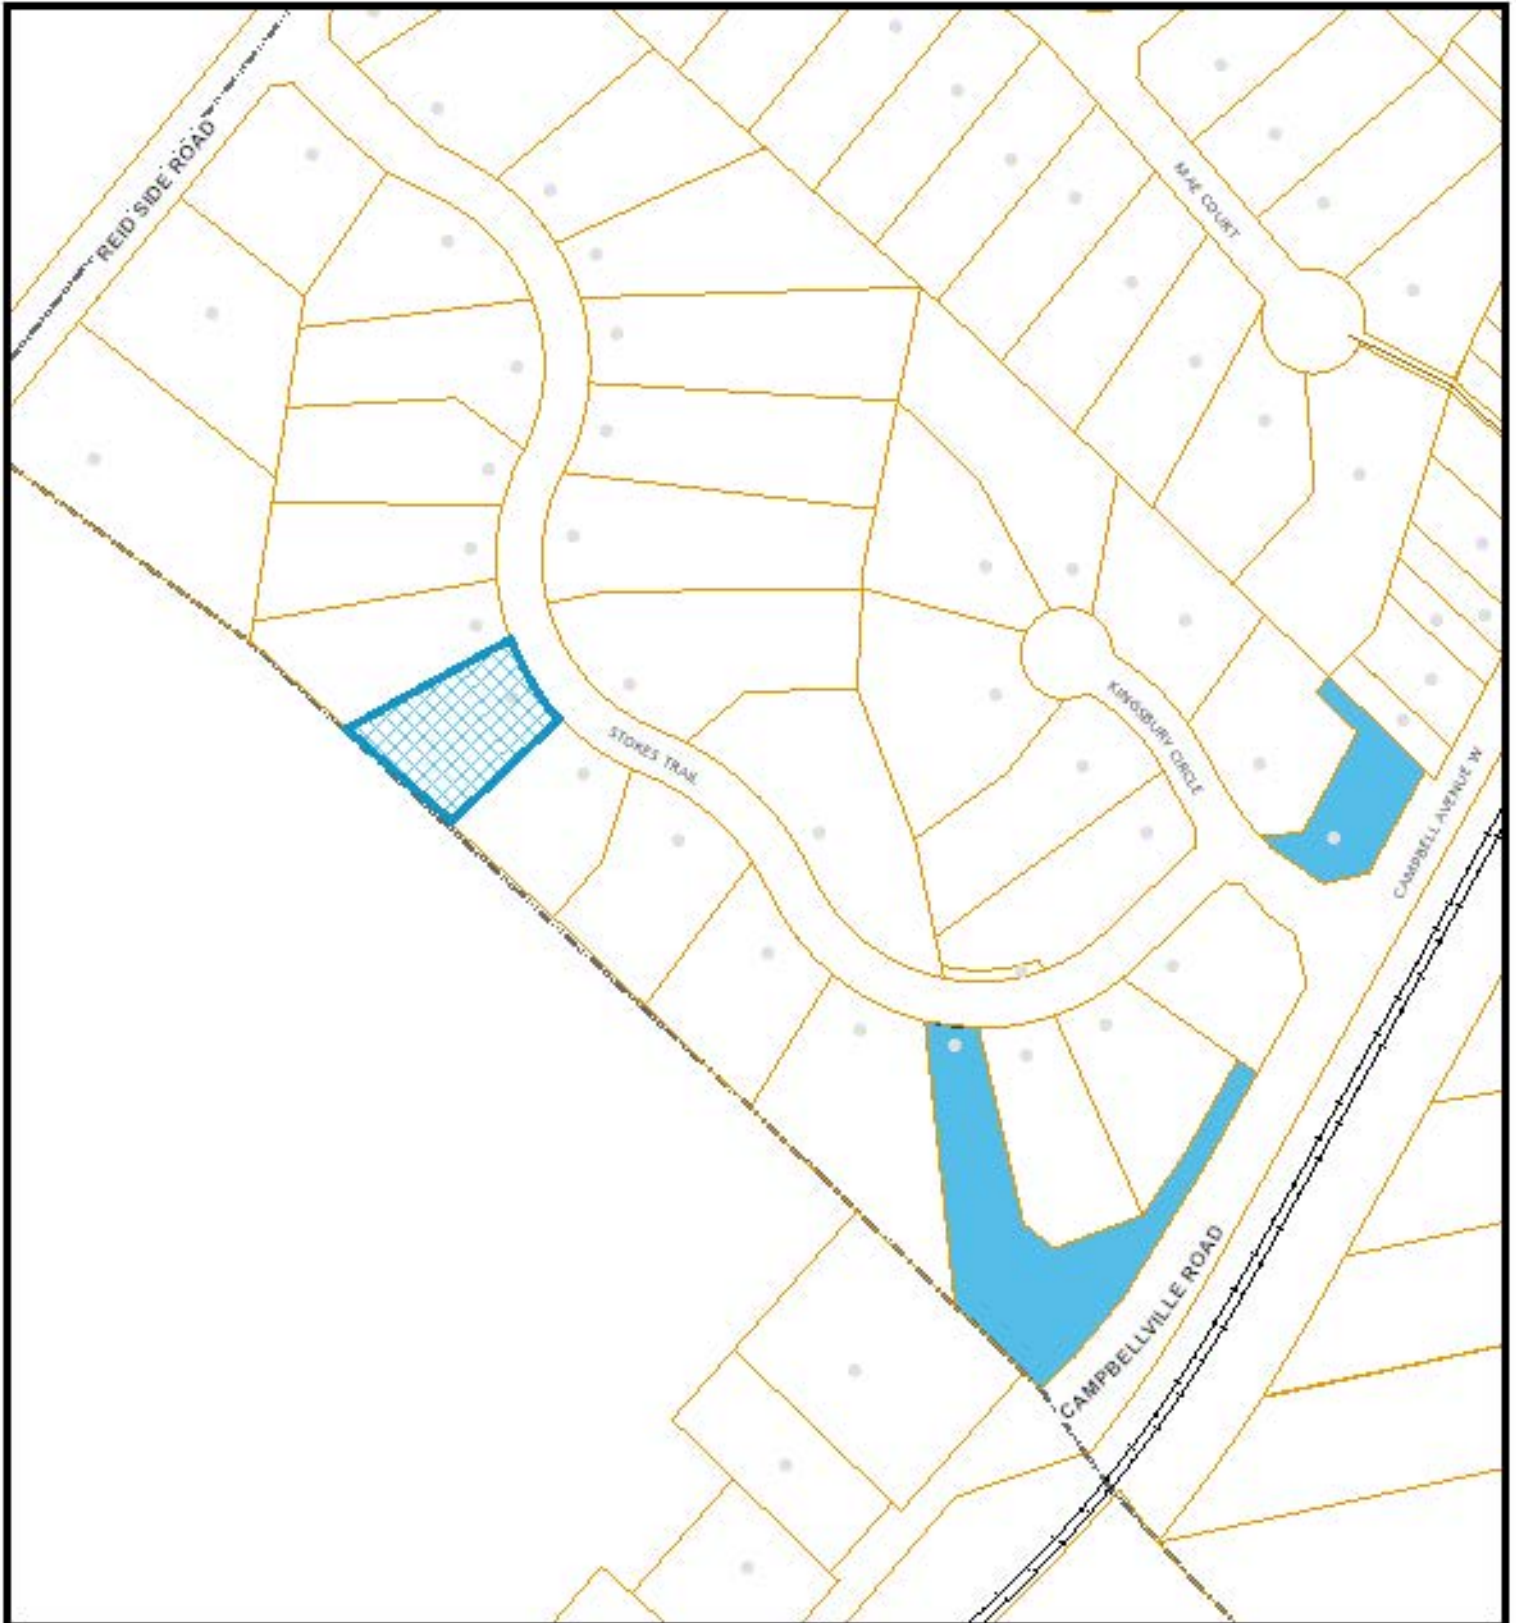 REID SIDE ROAD
MAE COURT
KINGSBURY CIRCLE
STOKES TRAIL
CAMPBELL AVENUE W
CAMPBELLVILLE ROAD